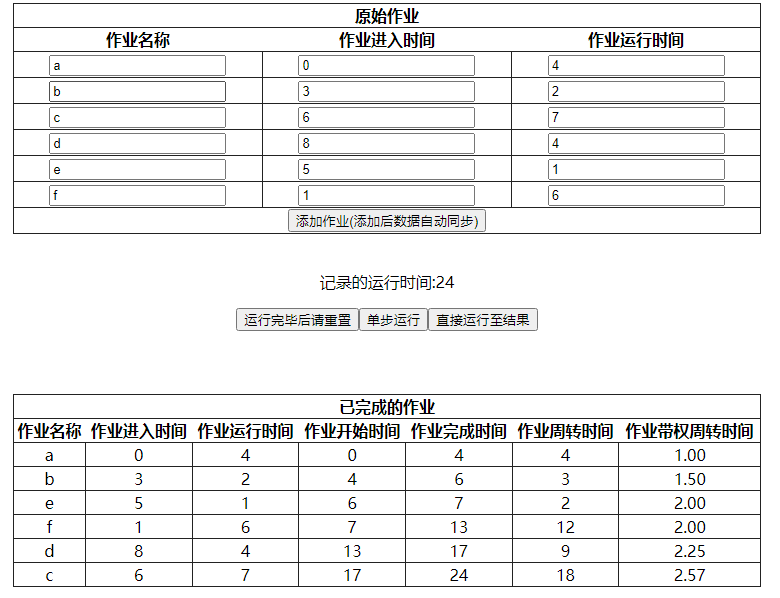 原始作业
作业名称 作业进入时间 作业运行时间
a 0 4
b 3 2
c 6 7
d 8 4
e 5 1
f 1 6
添加作业(添加后数据自动同步)
记录的运行时间:24
运行完毕后请重置 单步运行 直接运行至结果
已完成的作业
作业名称 作业进入时间 作业运行时间 作业开始时间 作业完成时间 作业周转时间 作业带权周转时间
a 0 4 0 4 4 1.00
b 3 2 4 6 3 1.50
e 5 1 6 7 2 2.00
f 1 6 7 13 12 2.00
d 8 4 13 17 9 2.25
c 6 7 17 24 18 2.57